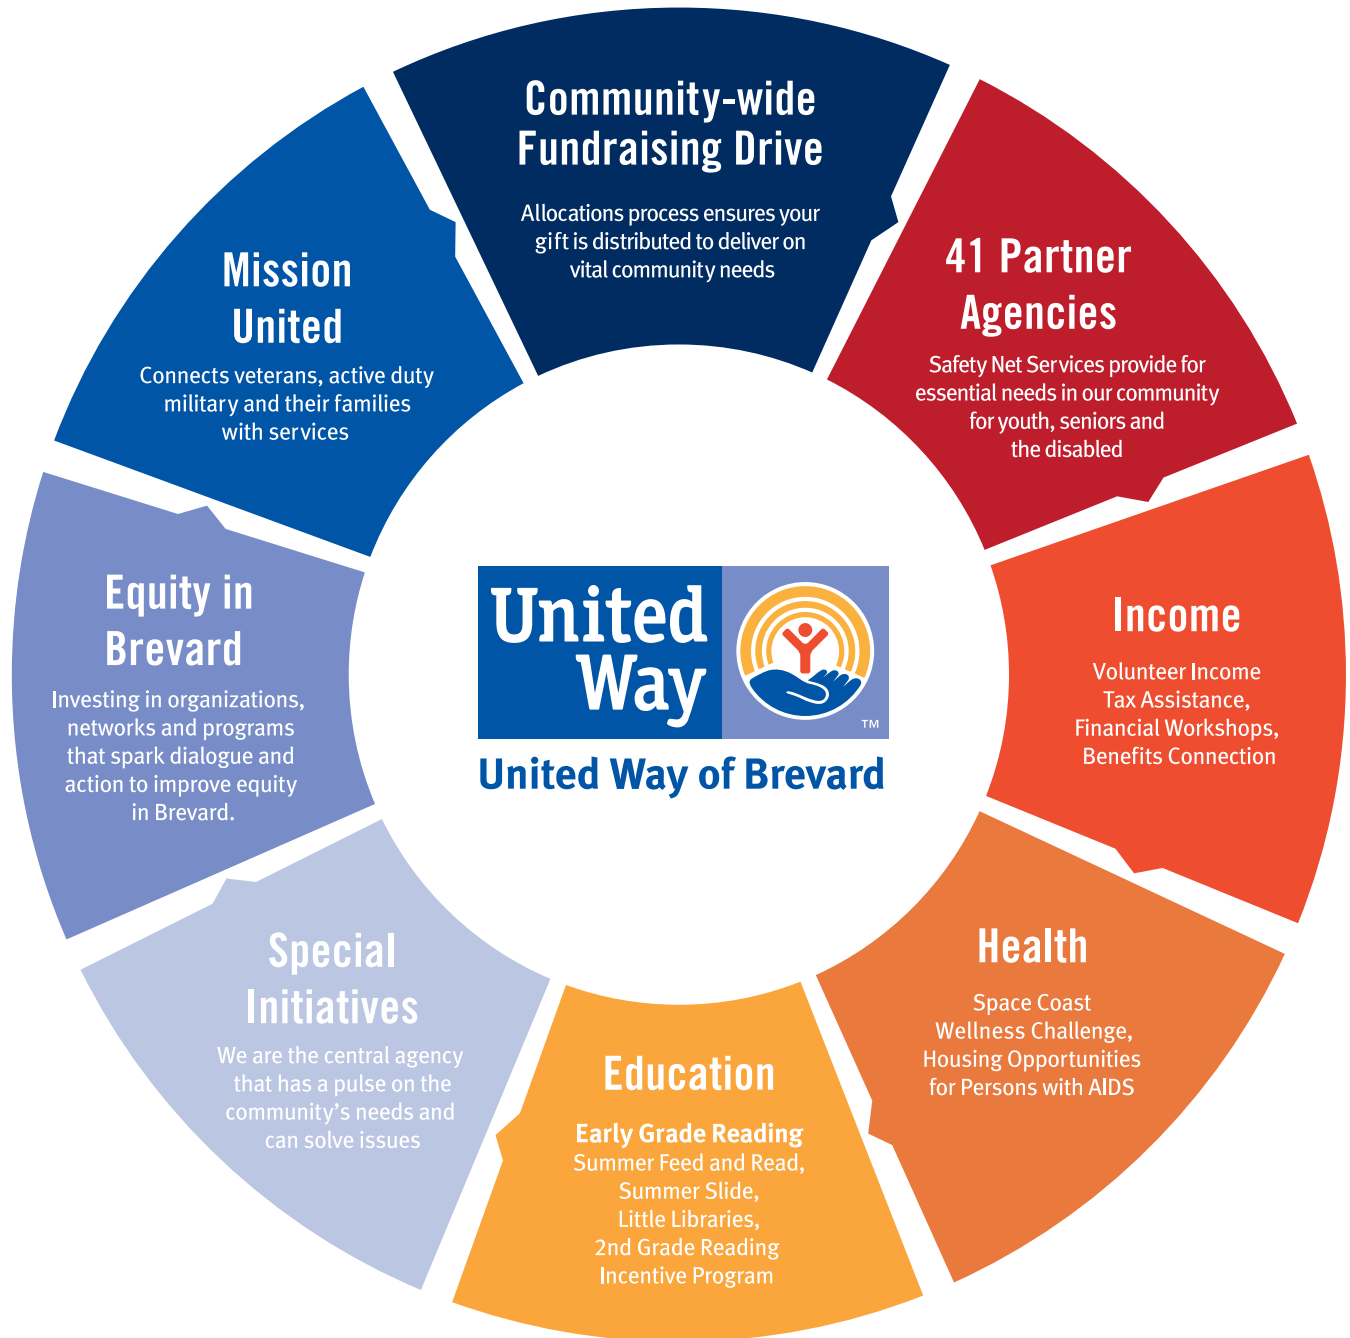 Community-wide
Fundraising Drive
Allocations process ensures your
gift is distributed to deliver on
vital community needs
41 Partner
Agencies
Safety Net Services provide for
essential needs in our community
for youth, seniors and
the disabled
Income
Volunteer Income
Tax Assistance,
Financial Workshops,
Benefits Connection
Health
Space Coast
Wellness Challenge,
Housing Opportunities
for Persons with AIDS
Education
Early Grade Reading
Summer Feed and Read,
Summer Slide,
Little Libraries,
2nd Grade Reading
Incentive Program
Special
Initiatives
We are the central agency
that has a pulse on the
community’s needs and
can solve issues
Equity in
Brevard
Investing in organizations,
networks and programs
that spark dialogue and
action to improve equity
in Brevard.
Mission
United
Connects veterans, active duty
military and their families
with services
United
Way
TM
United Way of Brevard